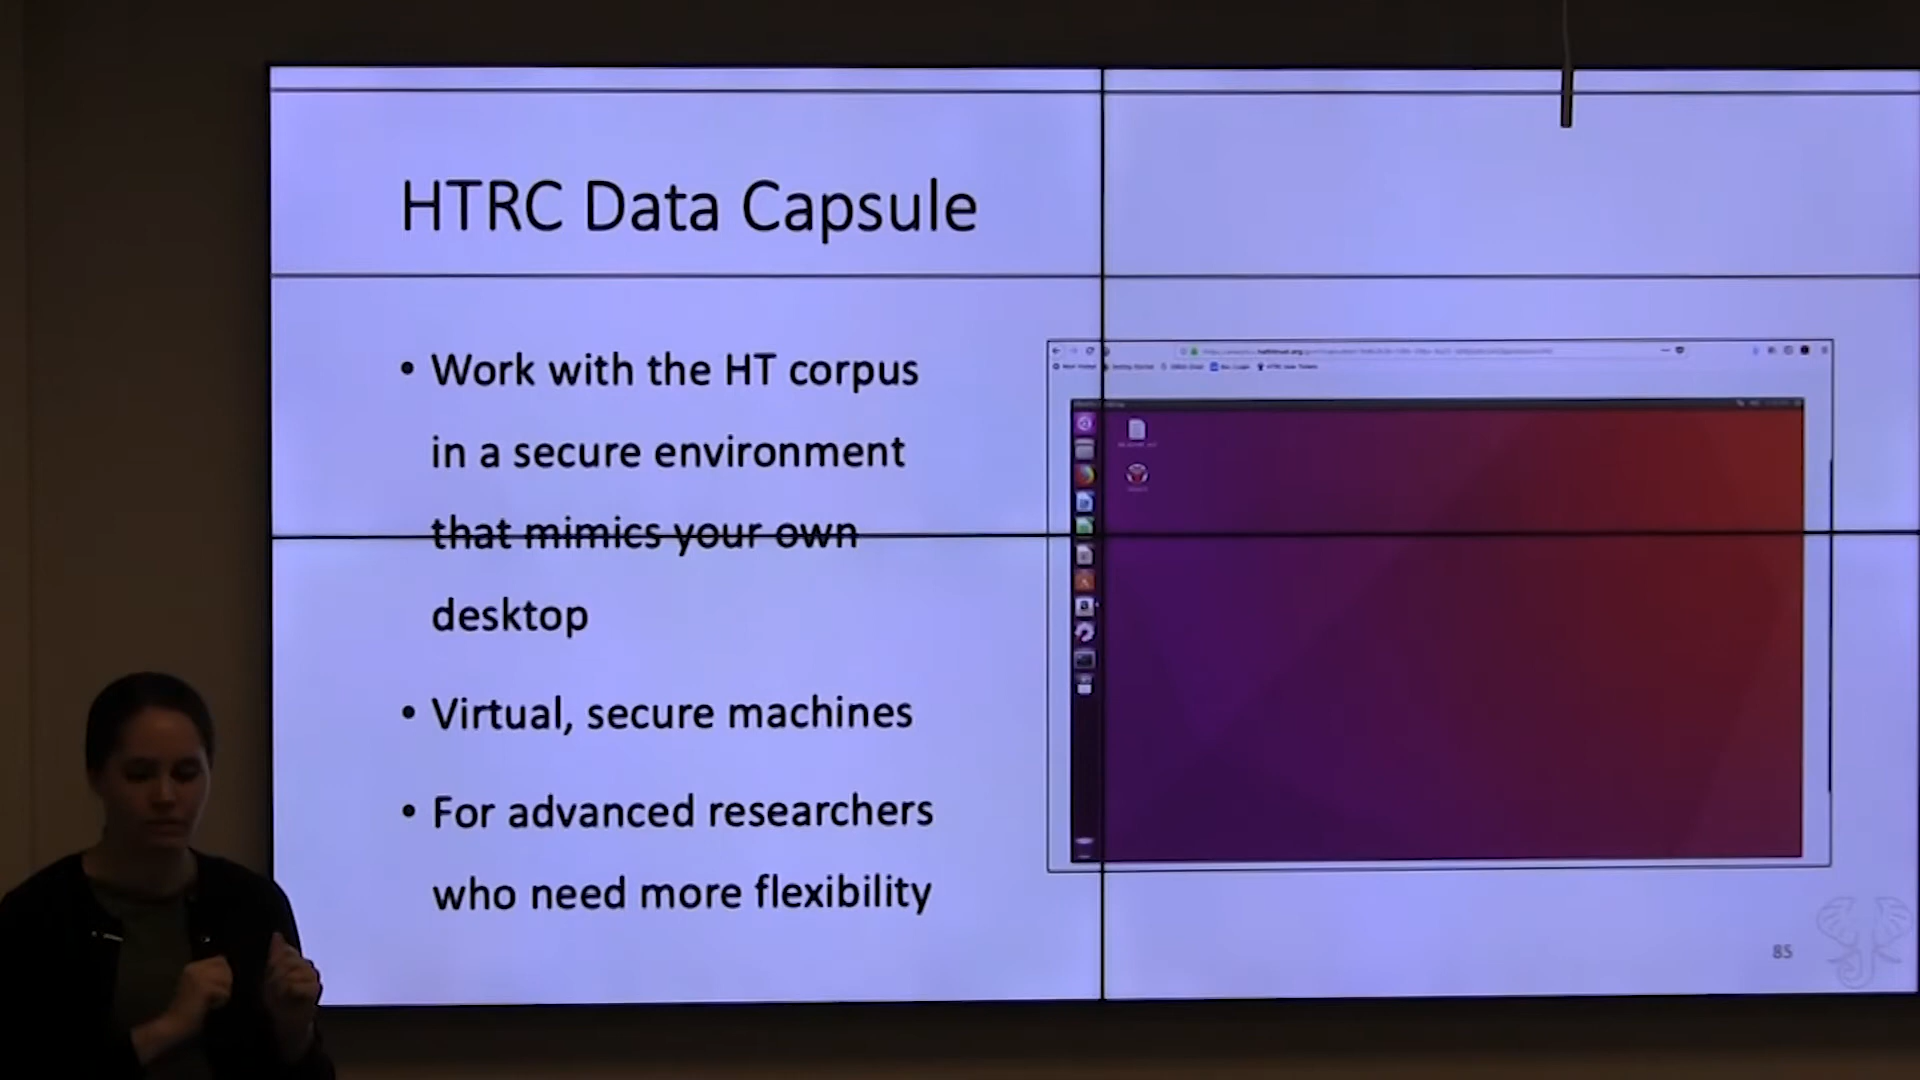 HTRC Data Capsule
• Work with the HT corpus
in a secure environment
that mimics your own
desktop
• Virtual, secure machines
• For advanced researchers
who need more flexibility
85